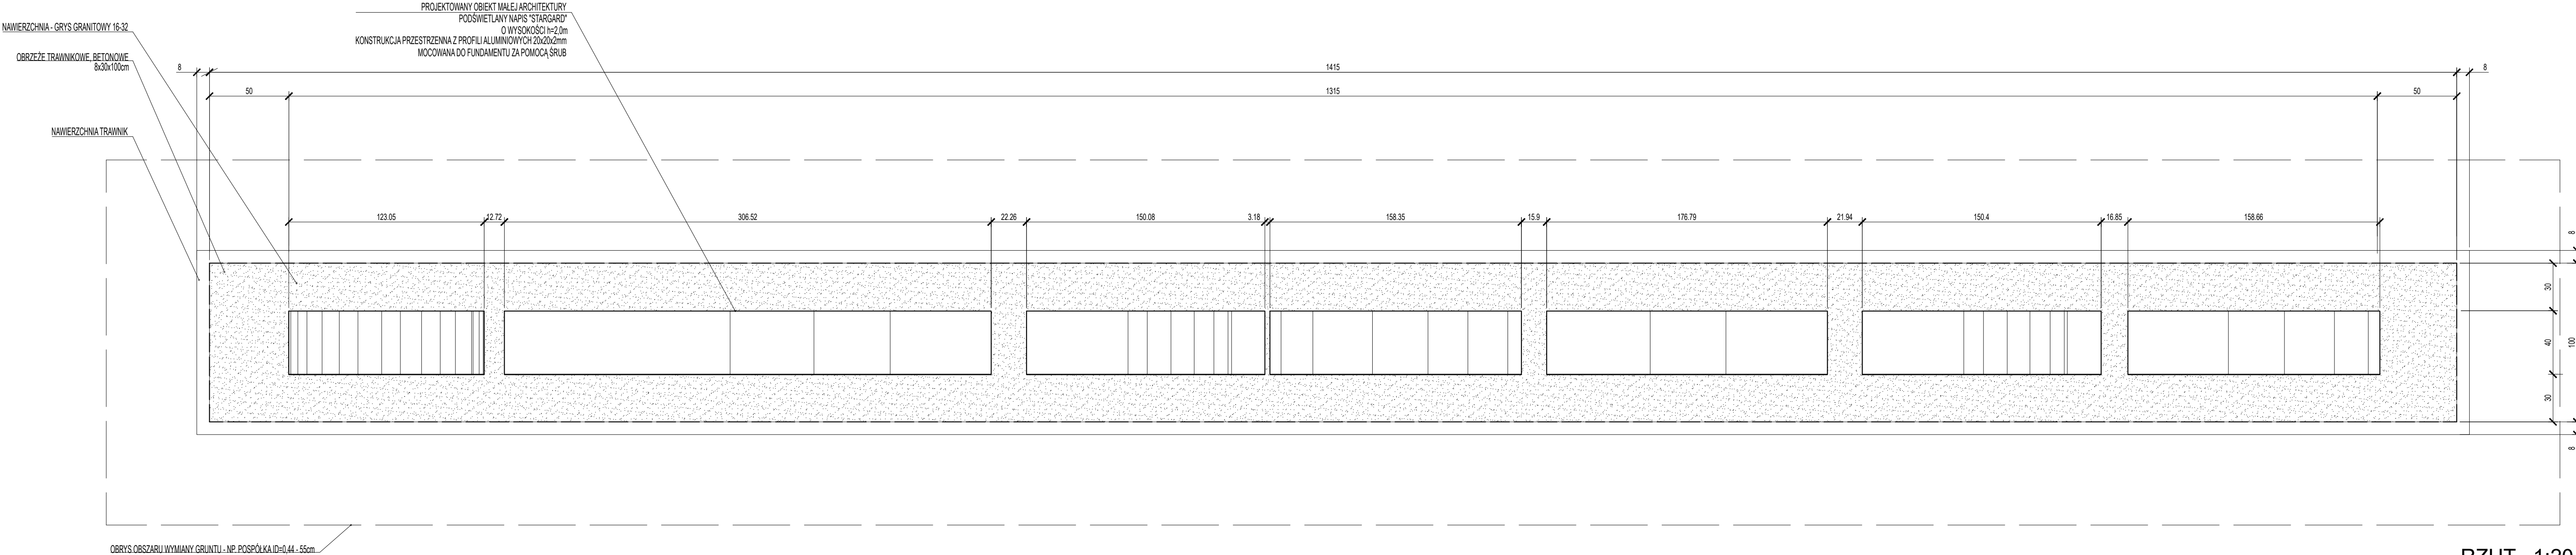 PROJEKTOWANY OBIEKT MAŁEJ ARCHITEKTURY
PODŚWIETLANY NAPIS "STARGARD"
O WYSOKOŚCI h=2,0m
KONSTRUKCJA PRZESTRZENNA Z PROFILI ALUMINIOWYCH 20x20x2mm
MOCOWANA DO FUNDAMENTU ZA POMOCĄ ŚRUB
NAWIERZCHNIA - GRYS GRANITOWY 16-32
OBRZEŻE TRAWNIKOWE, BETONOWE
8x30x100cm
NAWIERZCHNIA TRAWNIK
8 1415 8
50 1315 50
123.05 12.72 306.52 22.26 150.08 3.18 158.35 15.9 176.79 21.94 150.4 16.85 158.66
8
30
40
100
30
8
OBRYS OBSZARU WYMIANY GRUNTU - NP. POSPÓŁKA ID=0,44 - 55cm